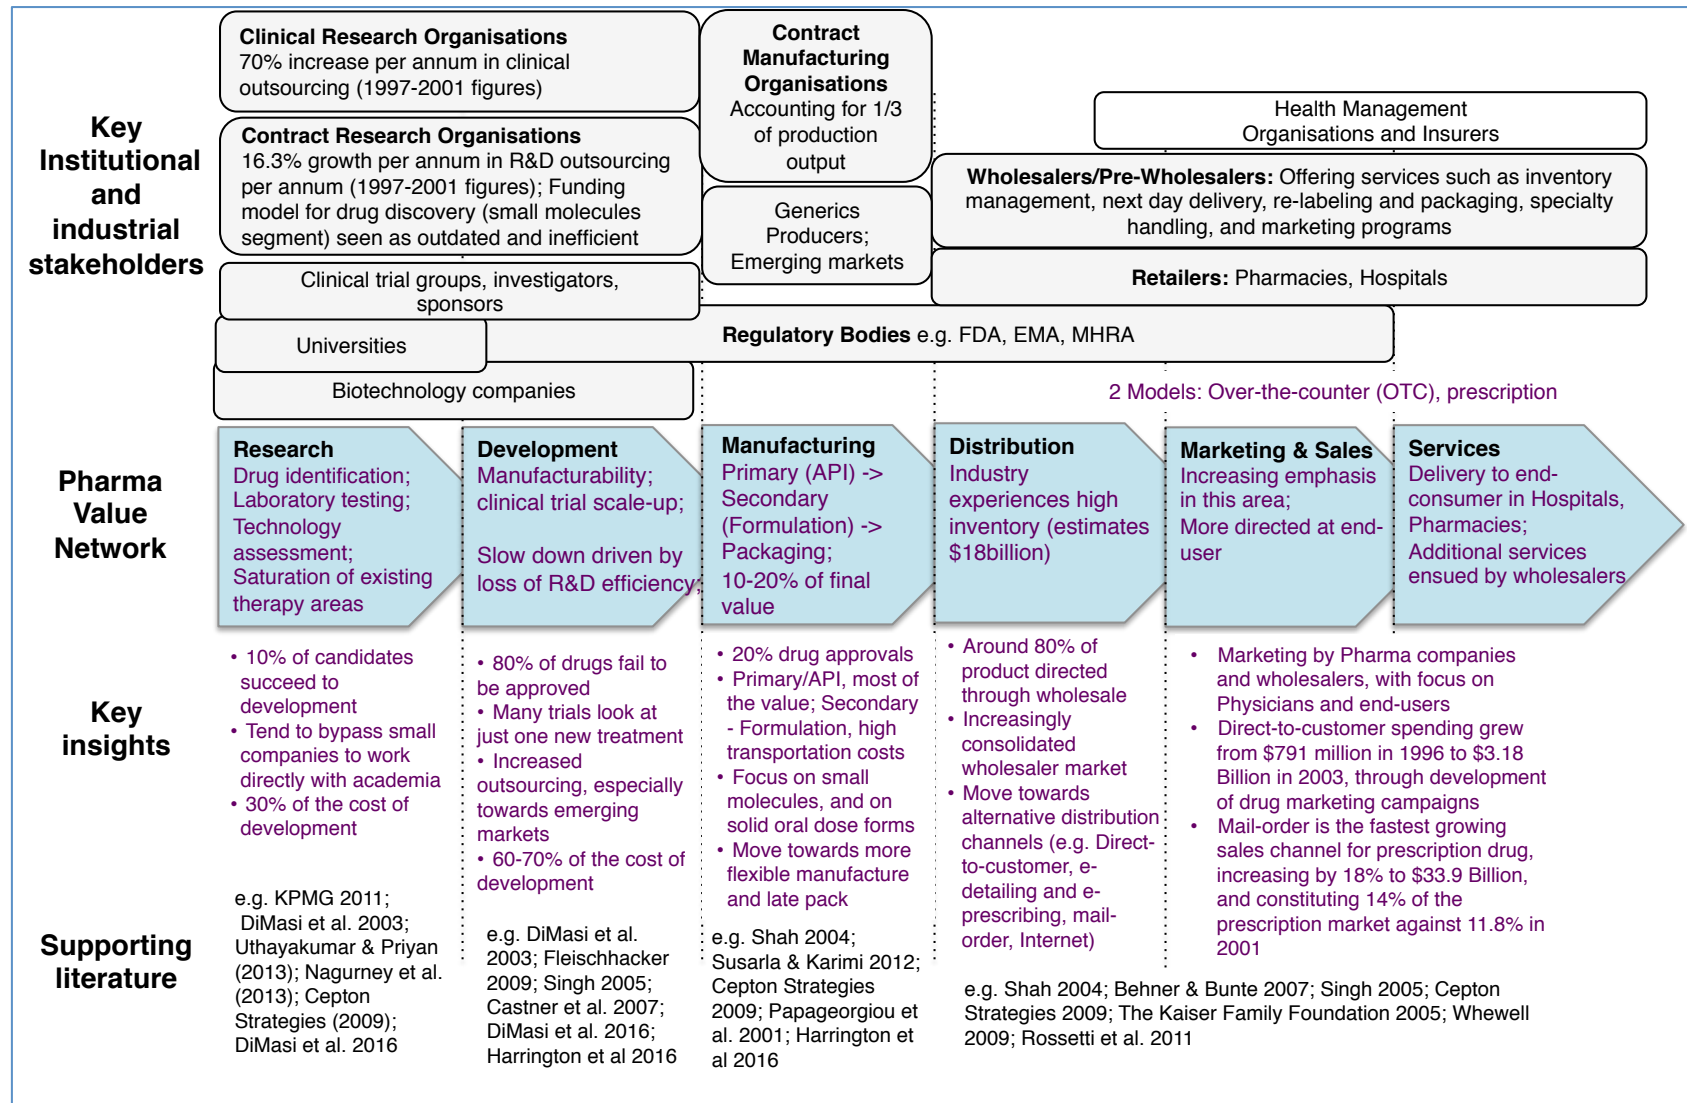 Key
Institutional
and
industrial
stakeholders
Clinical Research Organisations
70% increase per annum in clinical
outsourcing (1997-2001 figures)
Contract Research Organisations
16.3% growth per annum in R&D outsourcing
per annum (1997-2001 figures); Funding
model for drug discovery (small molecules
segment) seen as outdated and inefficient
Clinical trial groups, investigators,
sponsors
Universities
Biotechnology companies
Contract
Manufacturing
Organisations
Accounting for 1/3
of production
output
Generics
Producers;
Emerging markets
Health Management
Organisations and Insurers
Wholesalers/Pre-Wholesalers: Offering services such as inventory
management, next day delivery, re-labeling and packaging, specialty
handling, and marketing programs
Retailers: Pharmacies, Hospitals
Regulatory Bodies e.g. FDA, EMA, MHRA
2 Models: Over-the-counter (OTC), prescription
Pharma
Value
Network
Research
Drug identification;
Laboratory testing;
Technology
assessment;
Saturation of existing
therapy areas
Development
Manufacturability;
clinical trial scale-up;
Slow down driven by
loss of R&D efficiency;
Manufacturing
Primary (API) ->
Secondary
(Formulation) ->
Packaging;
10-20% of final
value
Distribution
Industry
experiences high
inventory (estimates
$18billion)
Marketing & Sales
Increasing emphasis
in this area;
More directed at end-
user
Services
Delivery to end-
consumer in Hospitals,
Pharmacies;
Additional services
ensued by wholesalers
Key
insights
• 10% of candidates
succeed to
development
• Tend to bypass small
companies to work
directly with academia
• 30% of the cost of
development
• 80% of drugs fail to
be approved
• Many trials look at
just one new treatment
• Increased
outsourcing, especially
towards emerging
markets
• 60-70% of the cost of
development
• 20% drug approvals
• Primary/API, most of
the value; Secondary
- Formulation, high
transportation costs
• Focus on small
molecules, and on
solid oral dose forms
• Move towards more
flexible manufacture
and late pack
• Around 80% of
product directed
through wholesale
• Increasingly
consolidated
wholesaler market
• Move towards
alternative distribution
channels (e.g. Direct-
to-customer, e-
detailing and e-
prescribing, mail-
order, Internet)
• Marketing by Pharma companies
and wholesalers, with focus on
Physicians and end-users
• Direct-to-customer spending grew
from $791 million in 1996 to $3.18
Billion in 2003, through development
of drug marketing campaigns
• Mail-order is the fastest growing
sales channel for prescription drug,
increasing by 18% to $33.9 Billion,
and constituting 14% of the
prescription market against 11.8% in
2001
Supporting
literature
e.g. KPMG 2011;
DiMasi et al. 2003;
Uthayakumar & Priyan
(2013); Nagurney et al.
(2013); Cepton
Strategies (2009);
DiMasi et al. 2016
e.g. DiMasi et al.
2003; Fleischhacker
2009; Singh 2005;
Castner et al. 2007;
DiMasi et al. 2016;
Harrington et al 2016
e.g. Shah 2004;
Susarla & Karimi 2012;
Cepton Strategies
2009; Papageorgiou et
al. 2001; Harrington et
al 2016
e.g. Shah 2004; Behner & Bunte 2007; Singh 2005; Cepton
Strategies 2009; The Kaiser Family Foundation 2005; Whewell
2009; Rossetti et al. 2011